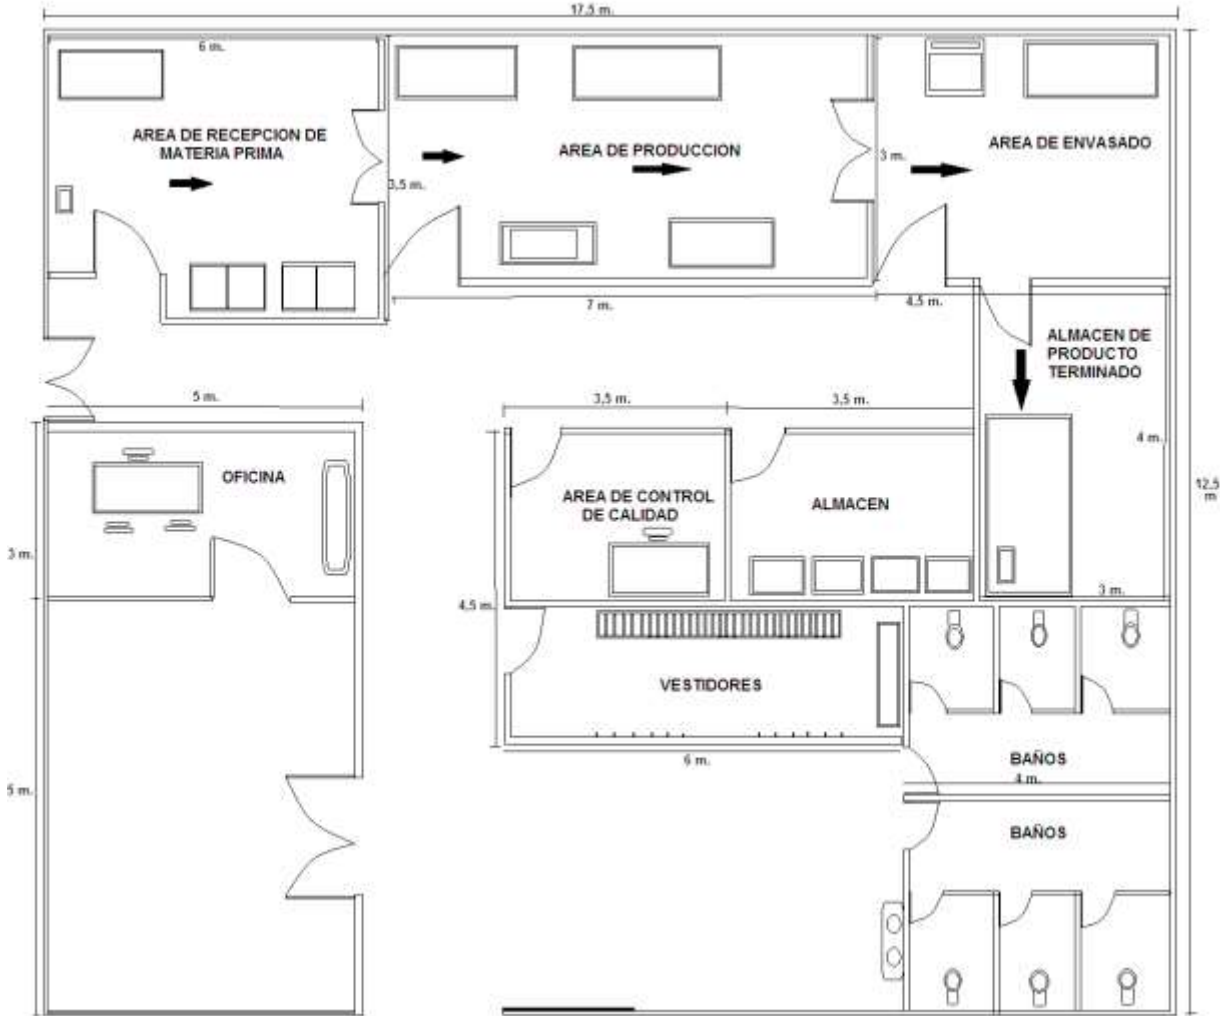 17,5 m.
6 m.
AREA DE RECEPCION DE
MATERIA PRIMA
AREA DE PRODUCCION
AREA DE ENVASADO
3 m.
3,5 m.
7 m.
4,5 m.
ALMACEN DE
PRODUCTO
TERMINADO
5 m.
3,5 m.
3,5 m.
4 m.
OFICINA
AREA DE CONTROL
DE CALIDAD
ALMACEN
12,5
m
3 m.
3 m.
4,5 m.
VESTIDORES
6 m.
BAÑOS
4 m.
5 m.
BAÑOS